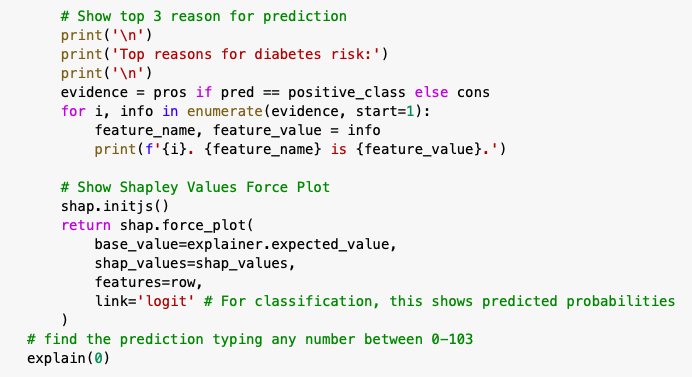 # Show top 3 reason for prediction
print('\n')
print('Top reasons for diabetes risk:')
print('\n')
evidence = pros if pred == positive_class else cons
for i, info in enumerate(evidence, start=1):
feature_name, feature_value = info
print(f'{i}. {feature_name} is {feature_value}.')
# Show Shapley Values Force Plot
shap.initjs()
return shap.force_plot(
base_value=explainer.expected_value,
shap_values=shap_values,
features=row,
link='logit' # For classification, this shows predicted probabilities
)
# find the prediction typing any number between 0-103
explain(0)